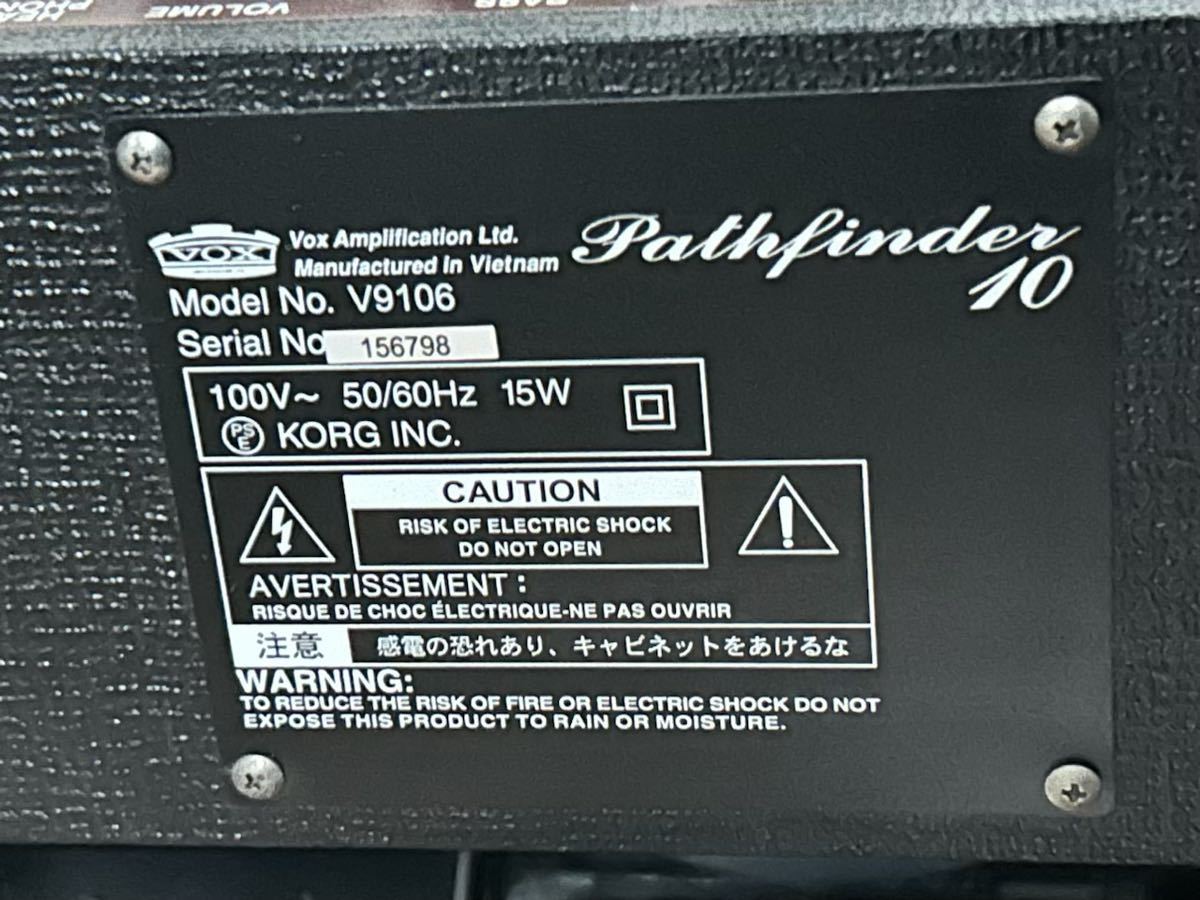 VOLUME
BASS
VOX
Vox Amplification Ltd.
Manufactured in Vietnam
Pathfinder
10
Model No. V9106
Serial No
156798
100V~ 50/60Hz 15W
PSE KORG INC.
CAUTION
RISK OF ELECTRIC SHOCK
DO NOT OPEN
AVERTISSEMENT :
RISQUE DE CHOC ÉLECTRIQUE-NE PAS OUVRIR
注意
感電の恐れあり、キャビネットをあけるな
WARNING:
TO REDUCE THE RISK OF FIRE OR ELECTRIC SHOCK DO NOT
EXPOSE THIS PRODUCT TO RAIN OR MOISTURE.